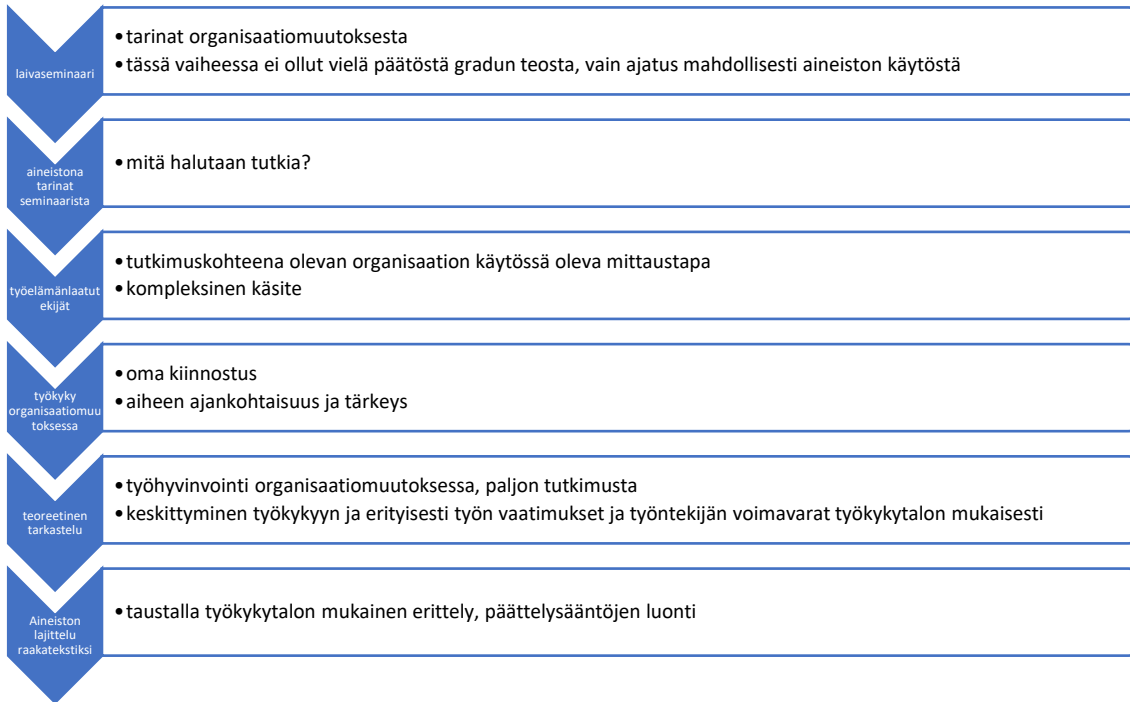 laivaseminaari
•tarinat organisaatiomuutoksesta
•tässä vaiheessa ei ollut vielä päätöstä gradun teosta, vain ajatus mahdollisesti aineiston käytöstä
aineistona
tarinat
seminaarista
•mitä halutaan tutkia?
työelämänlaatut
ekijät
•tutkimuskohteena olevan organisaation käytössä oleva mittaustapa
•kompleksinen käsite
työkyky
organisaatiomuu
toksessa
•oma kiinnostus
•aiheen ajankohtaisuus ja tärkeys
teoreetinen
tarkastelu
•työhyvinvointi organisaatiomuutoksessa, paljon tutkimusta
•keskittyminen työkykyyn ja erityisesti työn vaatimukset ja työntekijän voimavarat työkykytalon mukaisesti
Aineiston
lajittelu
raakatekstiksi
•taustalla työkykytalon mukainen erittely, päättelysääntöjen luonti